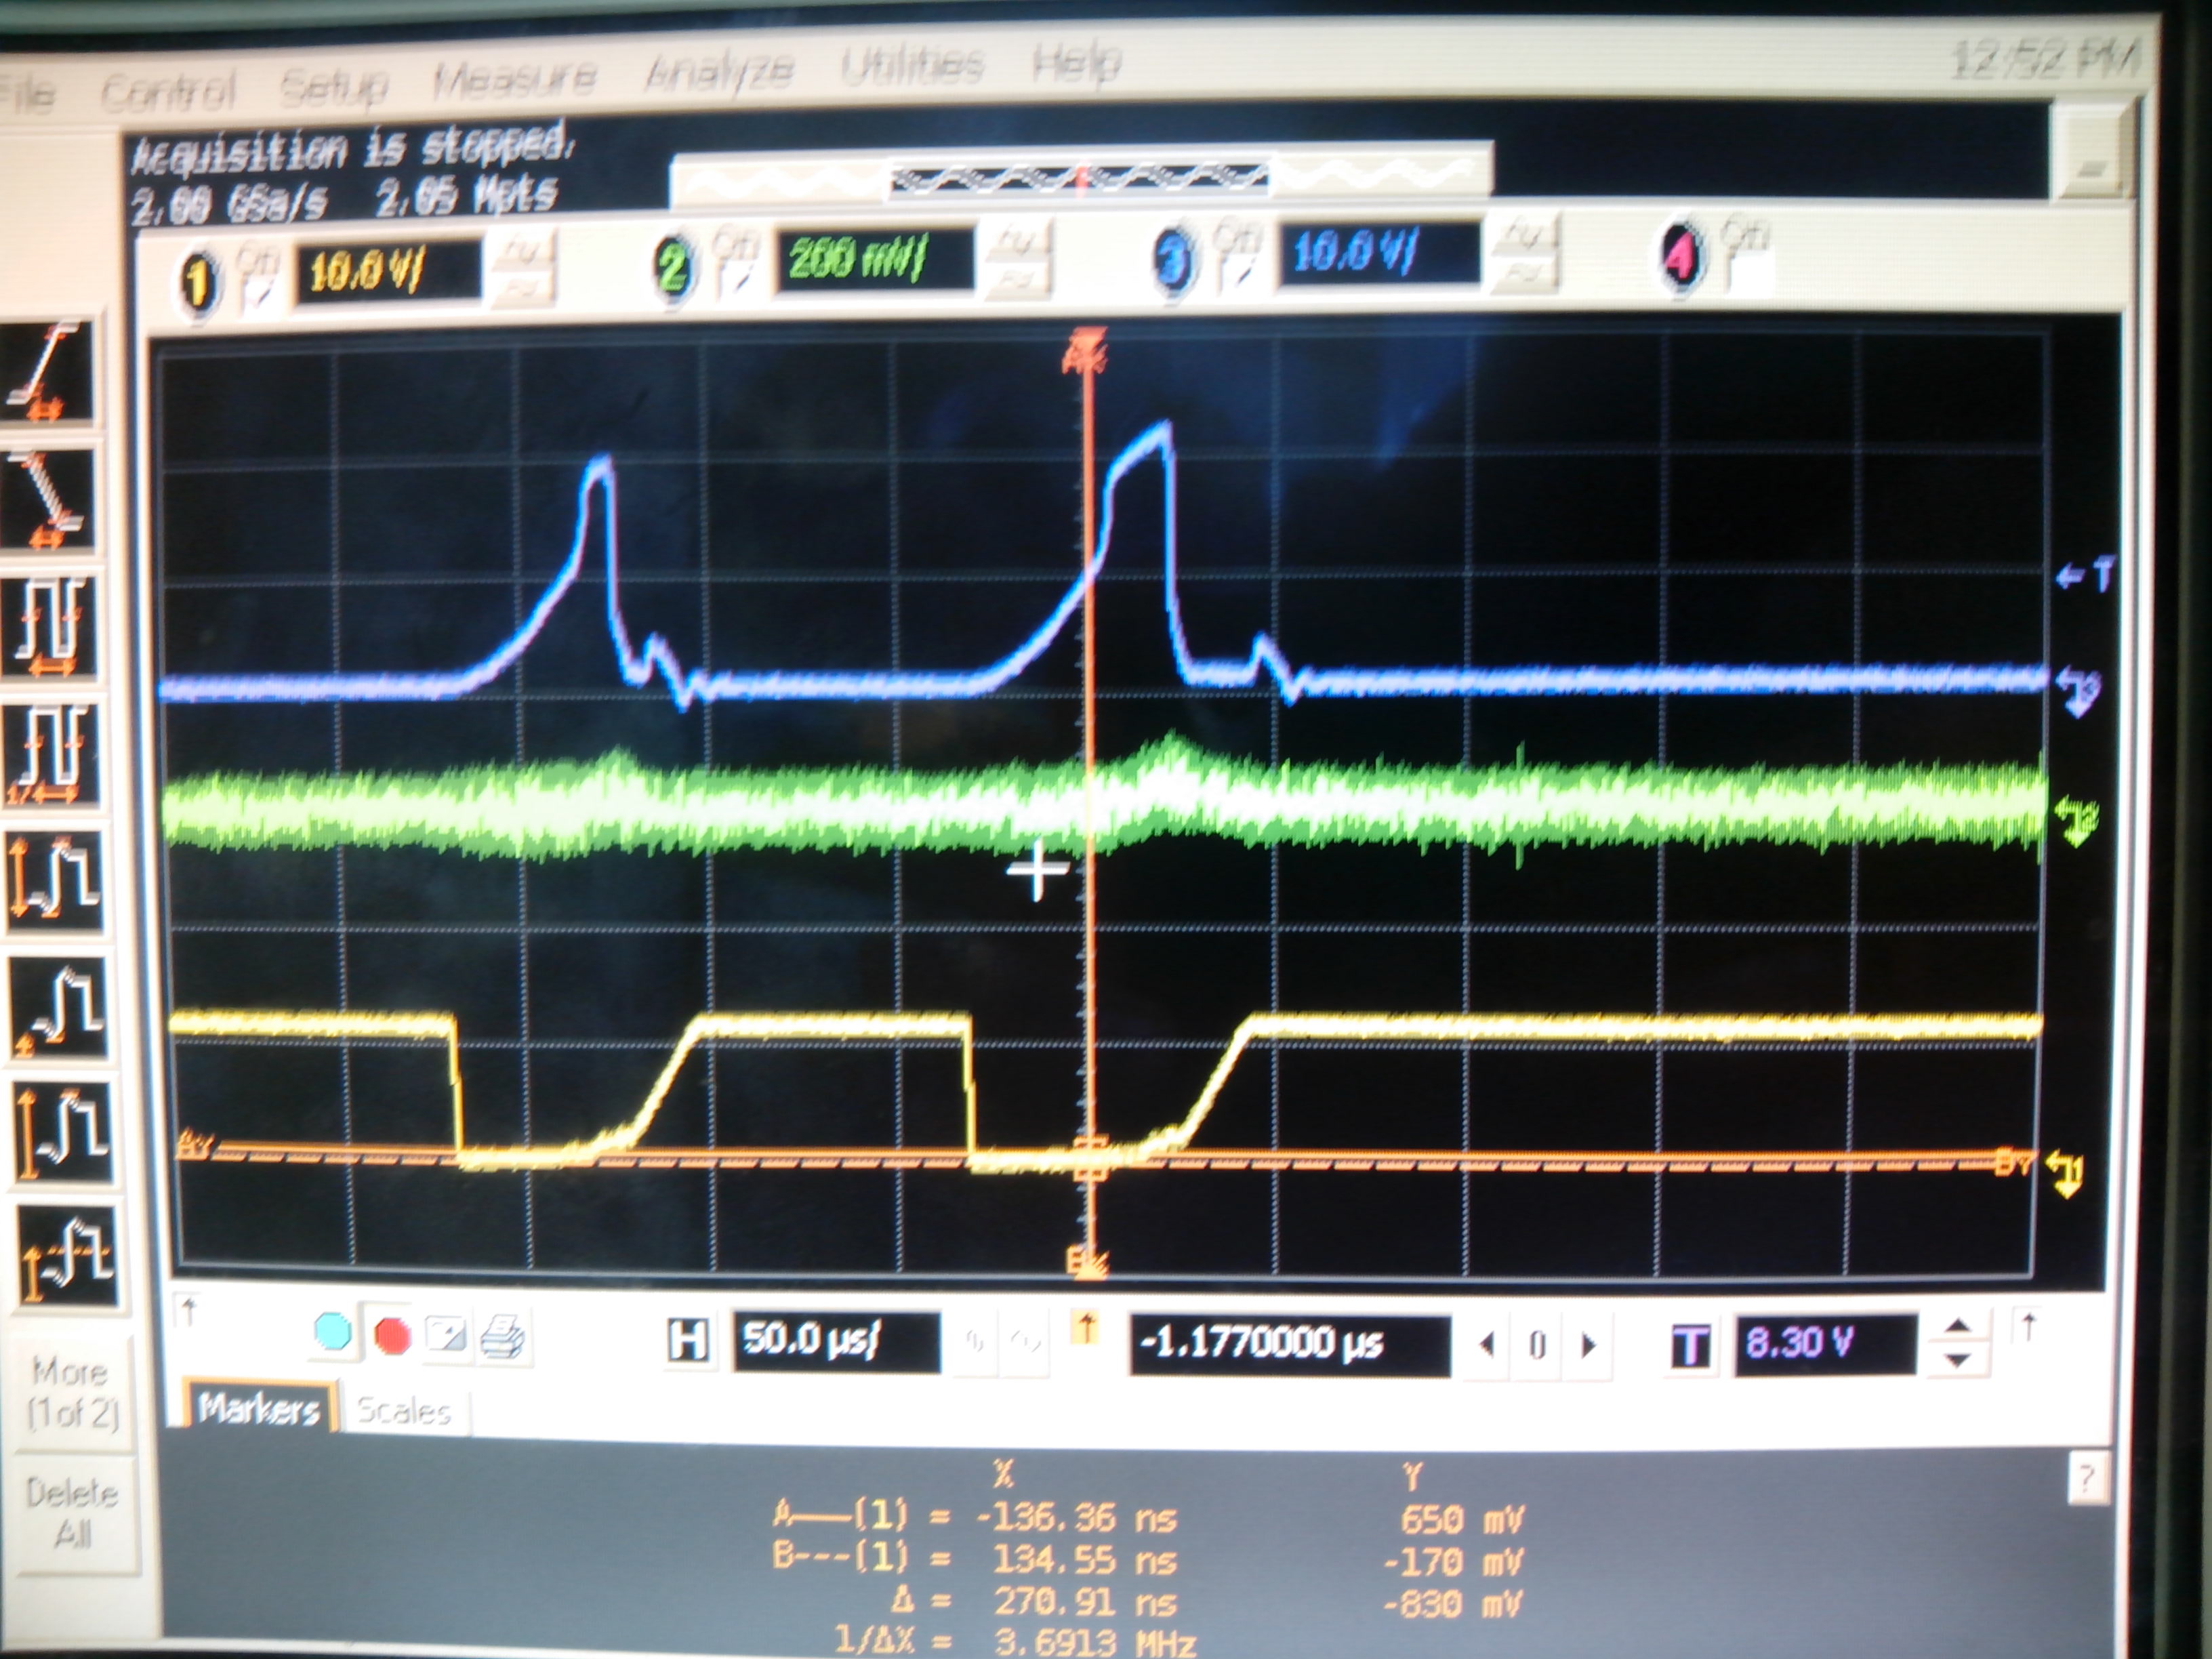 File Control Setup Measure Analyze Utilities Help 12:52 PM
Acquisition is stopped.
2.00 GSa/s 2.05 Mpts
1 On 10.0 V/ 2 On 200 mV/ 3 On 10.0 V/ 4 On
T
Ay By 1
H 50.0 µs/ -1.1770000 µs 0 T 8.30 V
More
(1 of 2)
Delete
All
Markers Scales
X Y
A——(1) = -136.36 ns 650 mV
B---(1) = 134.55 ns -170 mV
Δ = 270.91 ns -830 mV
1/ΔX = 3.6913 MHz
?